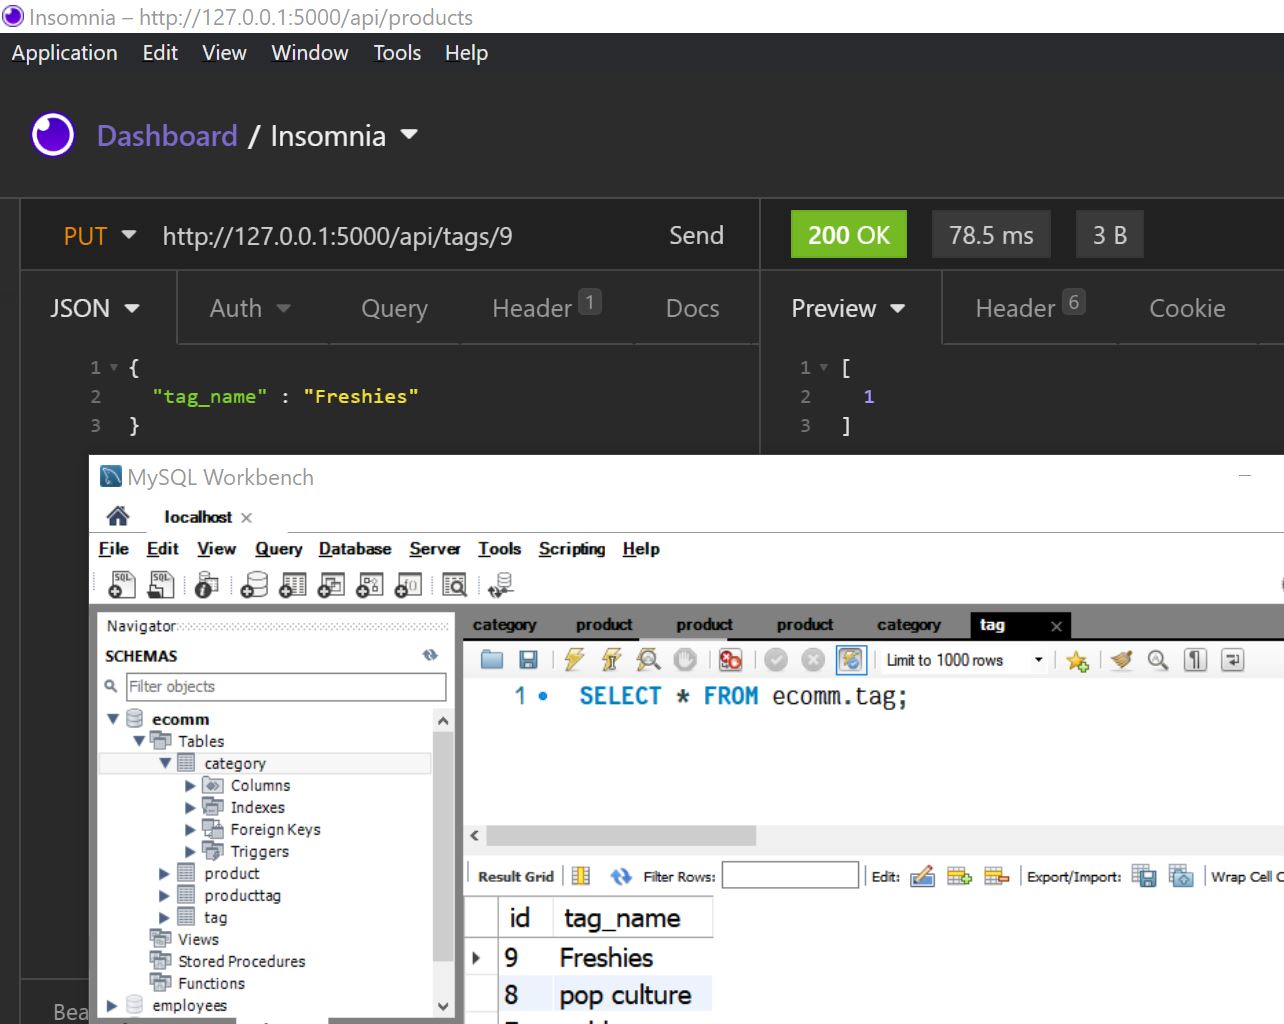 Insomnia – http://127.0.0.1:5000/api/products
Application Edit View Window Tools Help
Dashboard / Insomnia
PUT http://127.0.0.1:5000/api/tags/9 Send 200 OK 78.5 ms 3 B
JSON Auth Query Header 1 Docs Preview Header 6 Cookie
1 {
2 "tag_name" : "Freshies"
3 }
1 [
2 1
3 ]
MySQL Workbench
localhost
File Edit View Query Database Server Tools Scripting Help
Navigator
SCHEMAS
Filter objects
ecomm
Tables
category
Columns
Indexes
Foreign Keys
Triggers
product
producttag
tag
Views
Stored Procedures
Functions
employees
category product product product category tag
Limit to 1000 rows
1 SELECT * FROM ecomm.tag;
Result Grid Filter Rows: Edit: Export/Import: Wrap Cell C
id tag_name
9 Freshies
8 pop culture
Bea